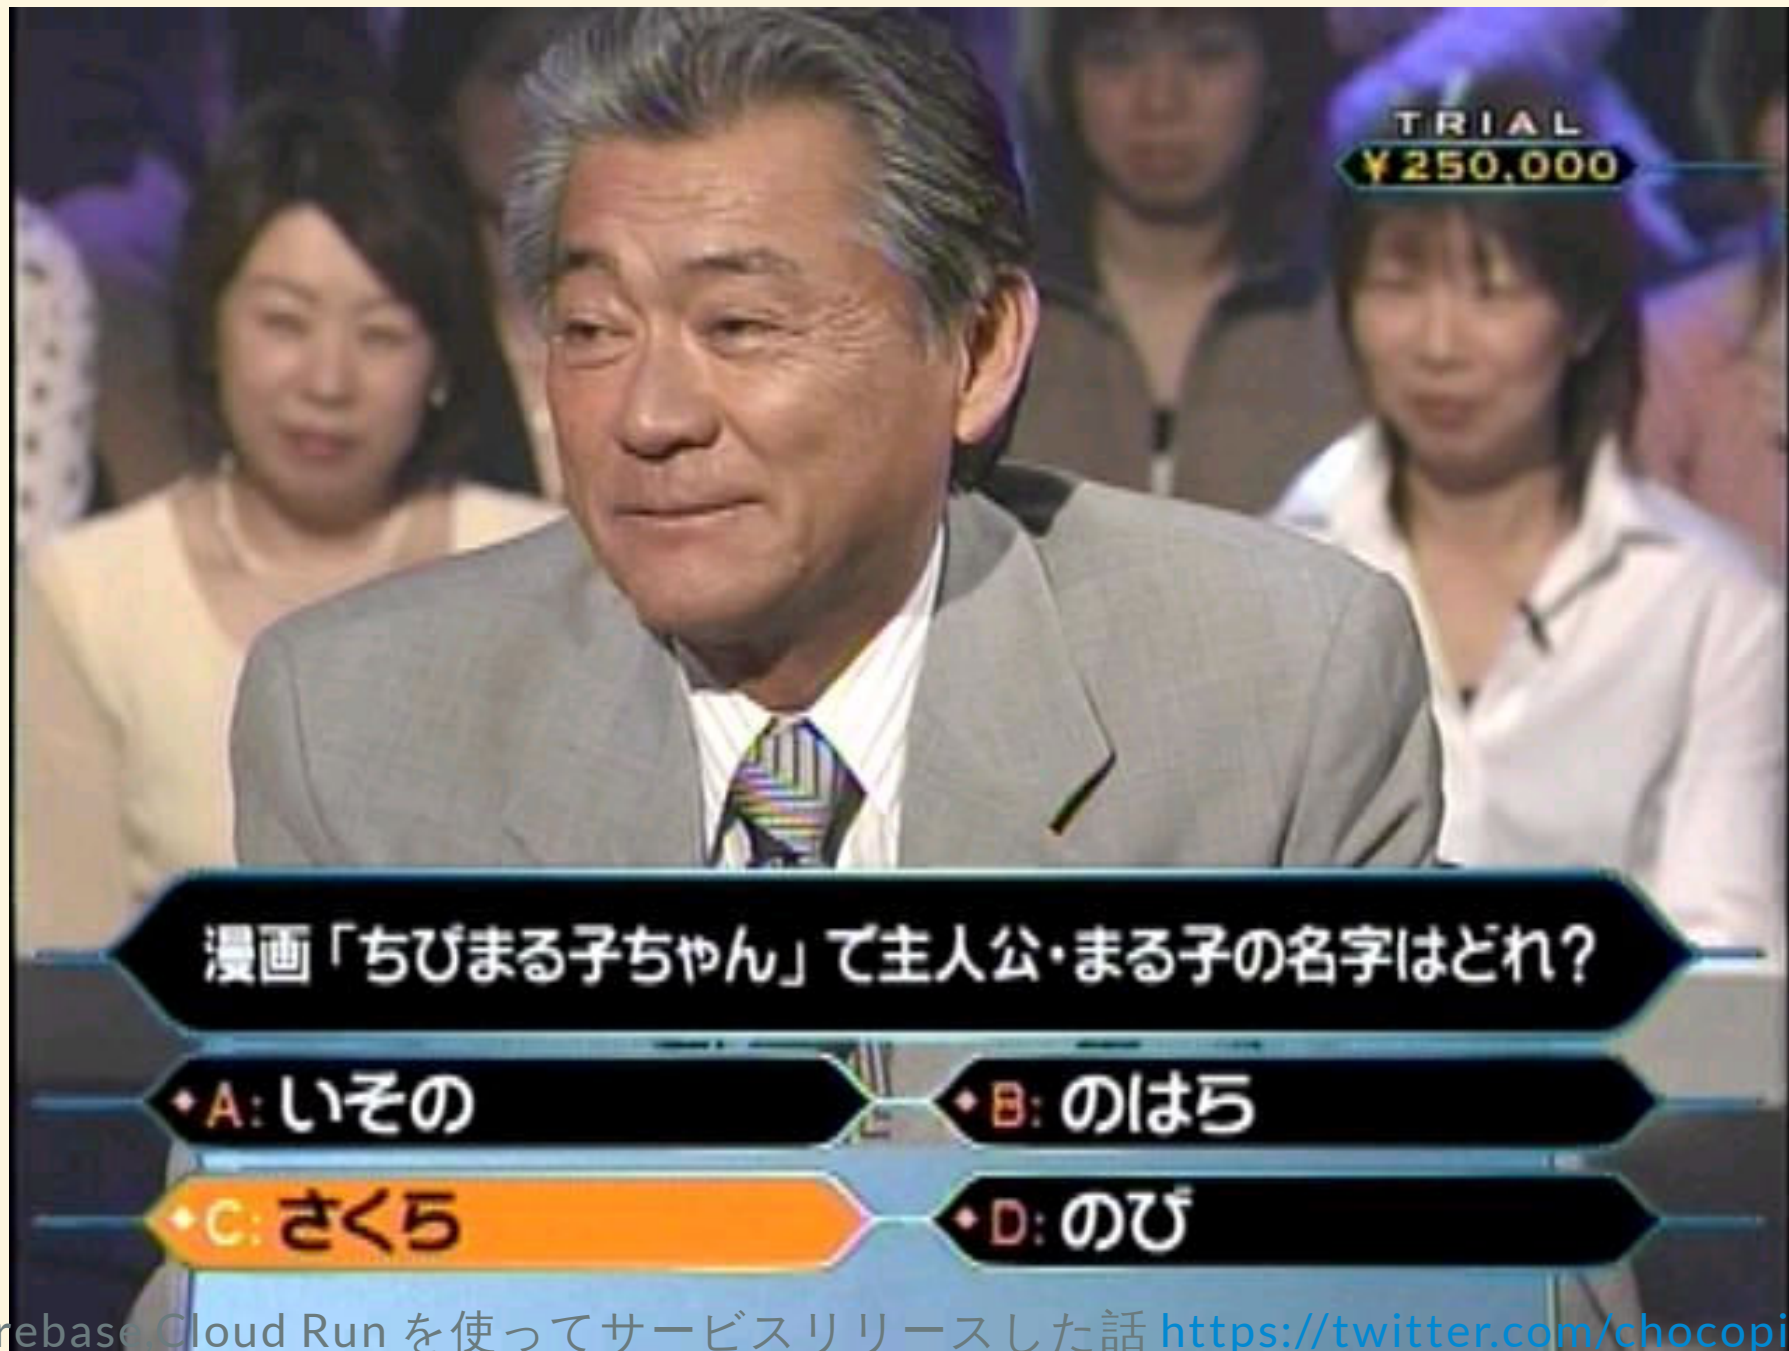 TRIAL
¥250,000
漫画「ちびまる子ちゃん」で主人公・まる子の名字はどれ?
A: いその
B: のはら
C: さくら
D: のび
rebase Cloud Run を使ってサービスリリースした話 https://twitter.com/chocopi